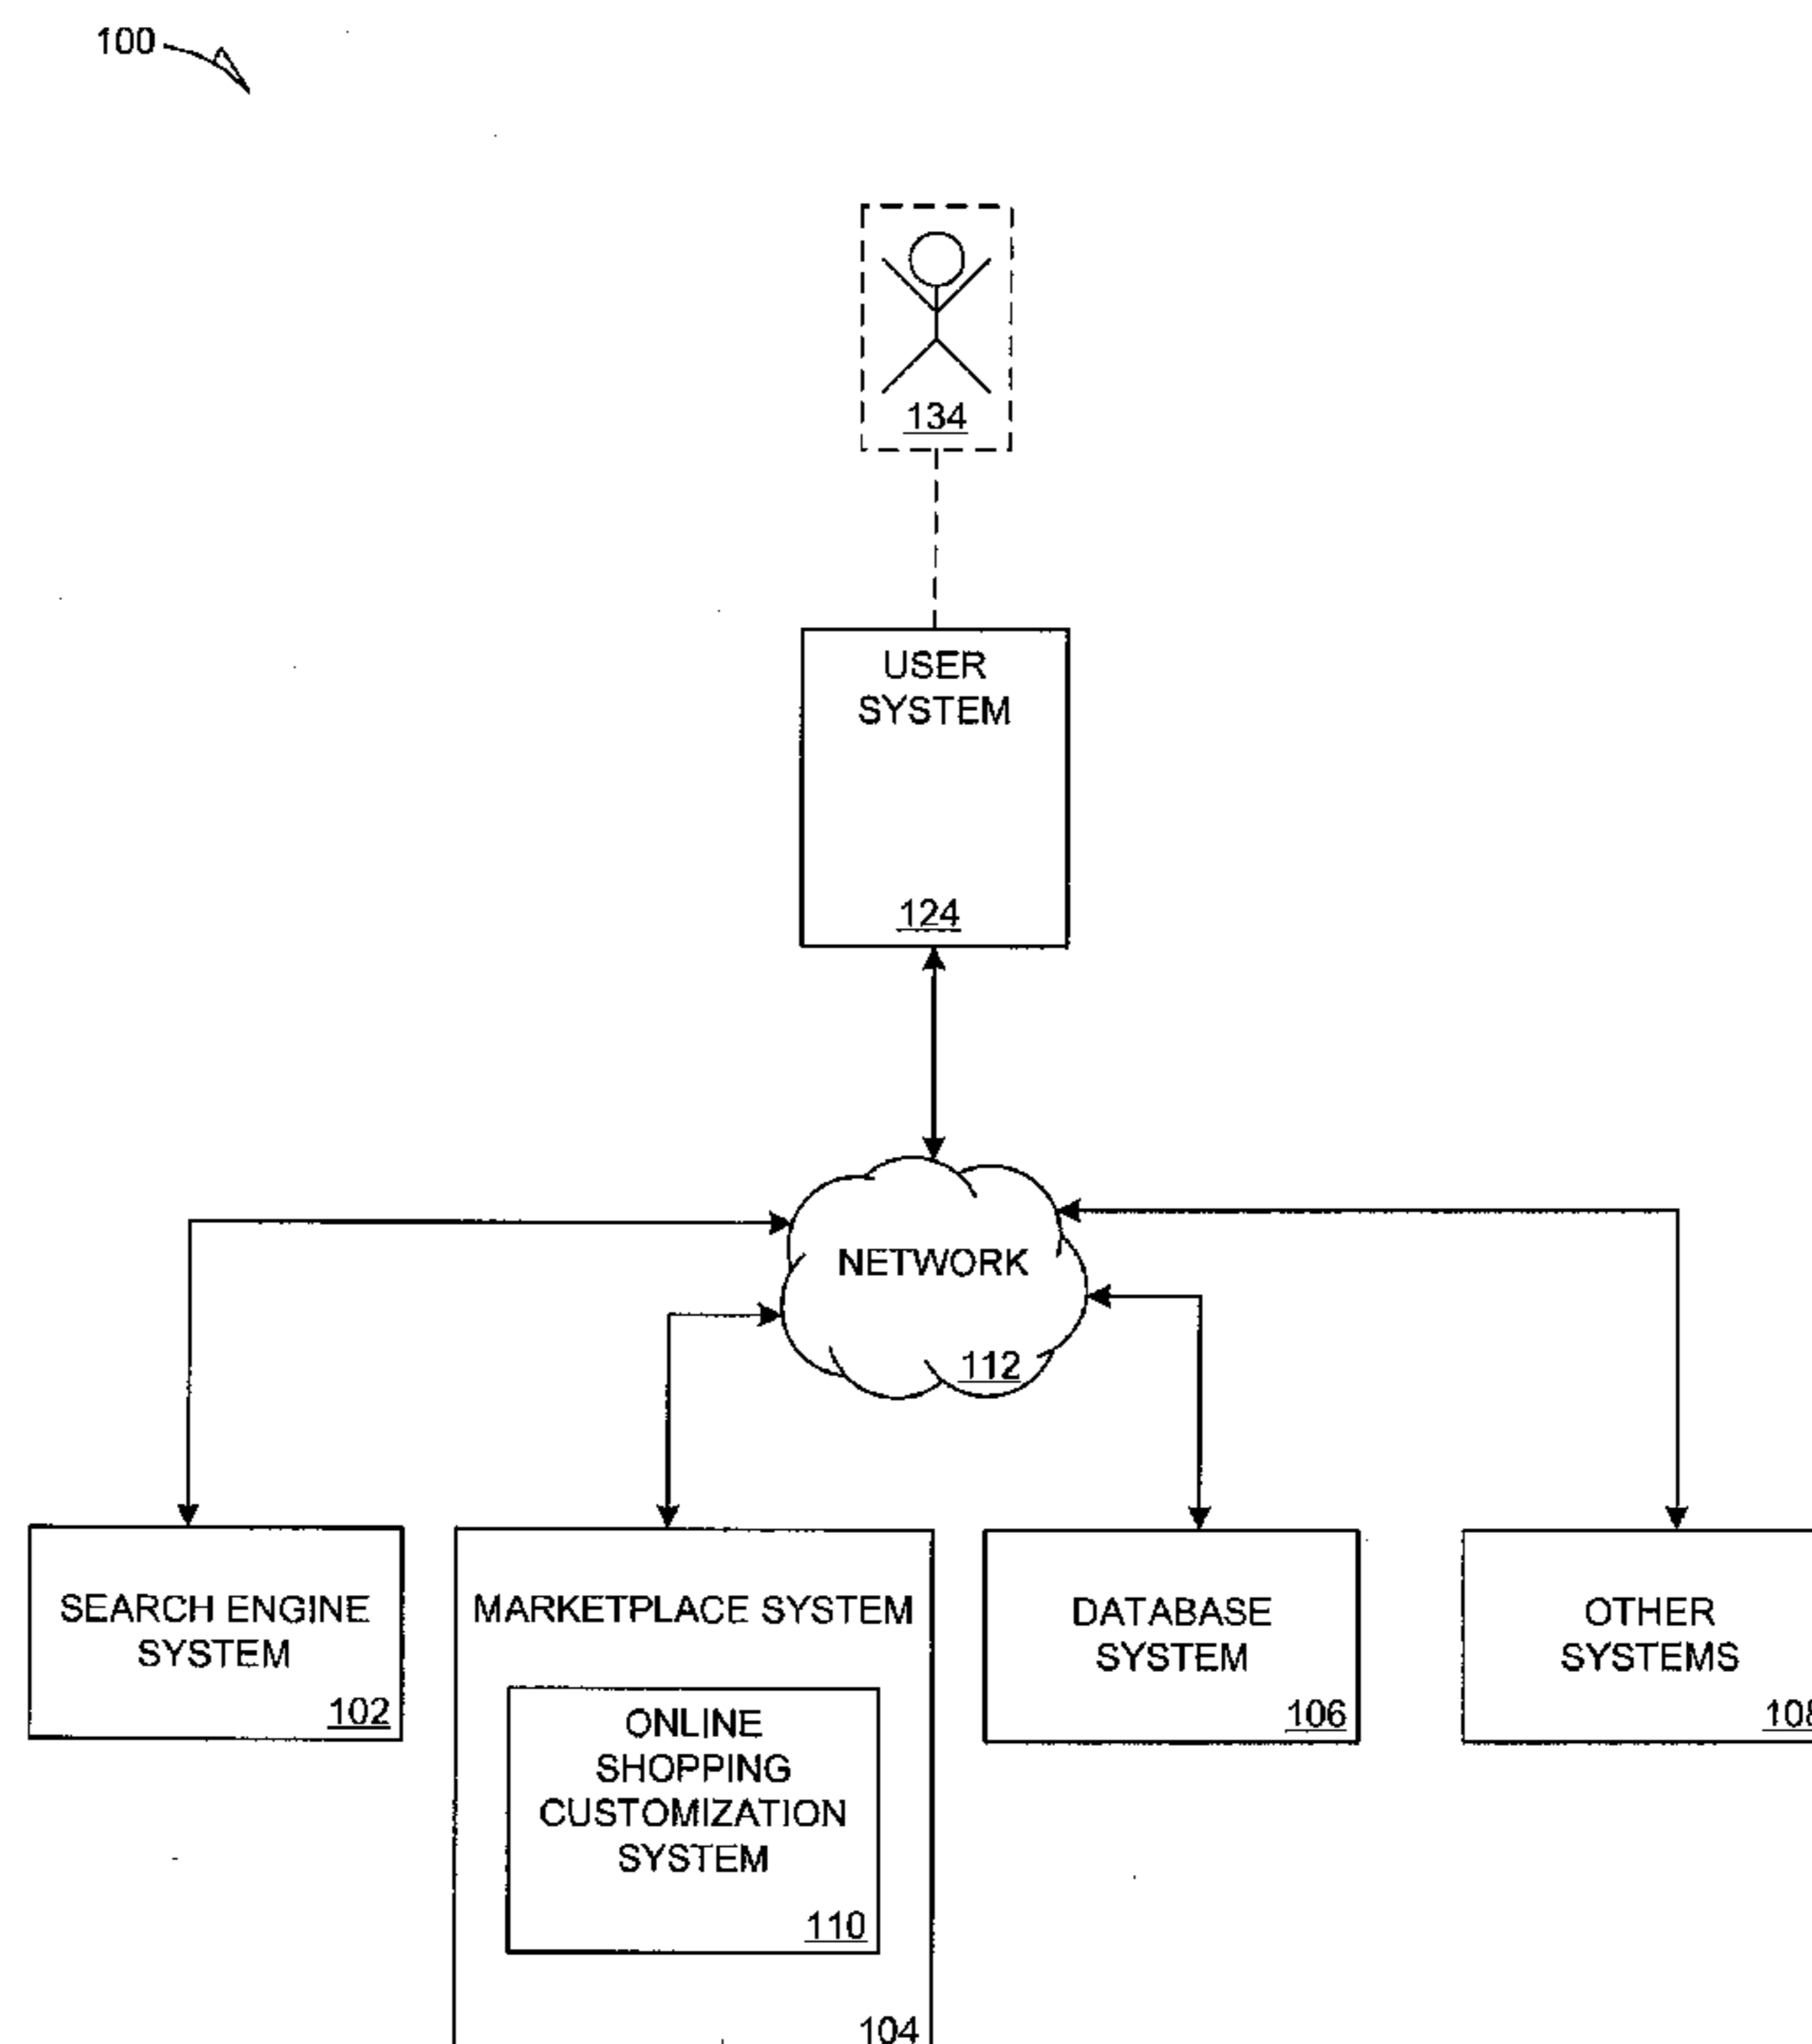 100
134
USER
SYSTEM
124
NETWORK
112
SEARCH ENGINE
SYSTEM
102
MARKETPLACE SYSTEM
ONLINE
SHOPPING
CUSTOMIZATION
SYSTEM
110
104
DATABASE
SYSTEM
106
OTHER
SYSTEMS
108